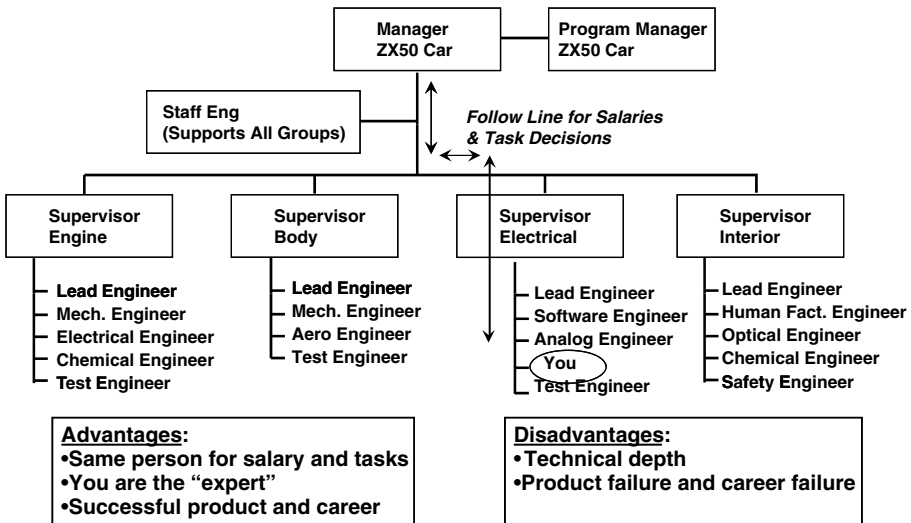 Manager
ZX50 Car
Program Manager
ZX50 Car
Staff Eng
(Supports All Groups)
Follow Line for Salaries
& Task Decisions
Supervisor
Engine
Supervisor
Body
Supervisor
Electrical
Supervisor
Interior
Lead Engineer
Mech. Engineer
Electrical Engineer
Chemical Engineer
Test Engineer
Lead Engineer
Mech. Engineer
Aero Engineer
Test Engineer
Lead Engineer
Software Engineer
Analog Engineer
You
Test Engineer
Lead Engineer
Human Fact. Engineer
Optical Engineer
Chemical Engineer
Safety Engineer
Advantages:
•Same person for salary and tasks
•You are the “expert”
•Successful product and career
Disadvantages:
•Technical depth
•Product failure and career failure